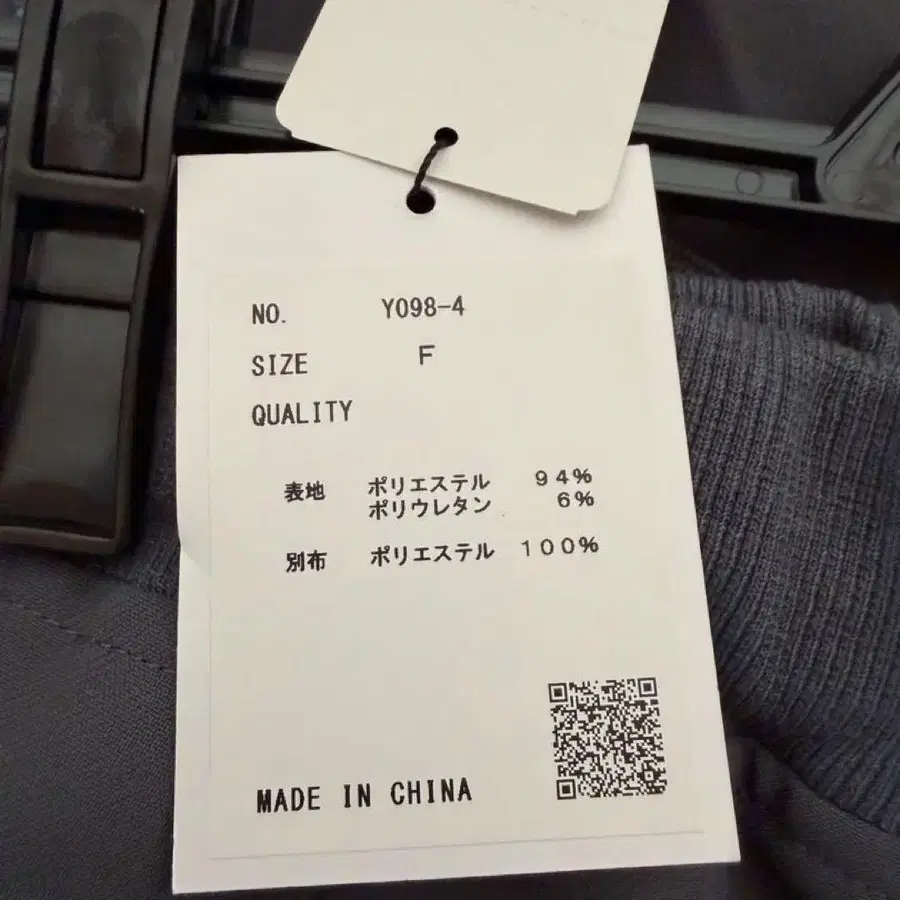 NO. Y098-4
SIZE F
QUALITY
表地 ポリエステル 94%
ポリウレタン 6%
別布 ポリエステル 100%
MADE IN CHINA